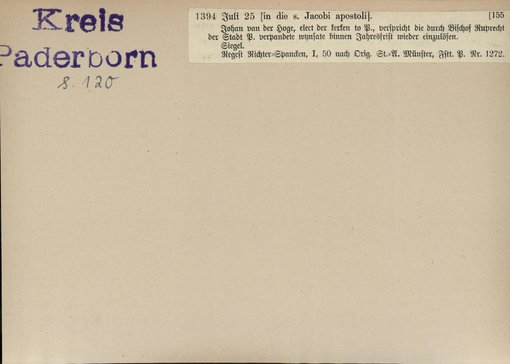 Kreis
Paderborn
S. 120
1394 Juli 25 [in die s. Jacobi apostoli]. [155
Johan van der Hoge, elect der kerken to P., verspricht die durch Bischof Ruprecht
der Stadt P. verpandete wynsate binnen Jahresfrist wieder einzulösen.
Siegel.
Regest Richter-Spancken, I, 50 nach Orig. St.-A. Münster, Fstt. P. Nr. 1272.